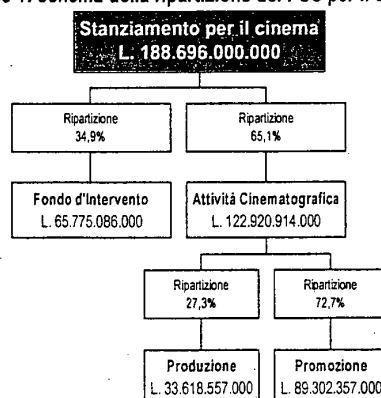 Stanziamento per il cinema
L. 188.696.000.000
Ripartizione
34,9%
Ripartizione
65,1%
Fondo d'Intervento
L. 65.775.086.000
Attività Cinematografica
L. 122.920.914.000
Ripartizione
27,3%
Ripartizione
72,7%
Produzione
L. 33.618.557.000
Promozione
L. 89.302.357.000